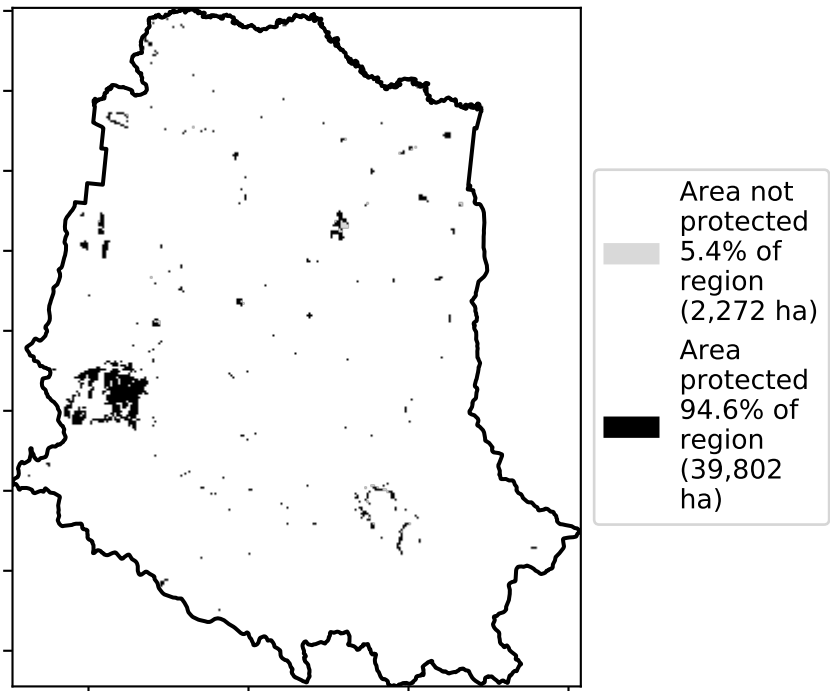 Area not
protected
5.4% of
region
(2,272 ha)
Area
protected
94.6% of
region
(39,802
ha)